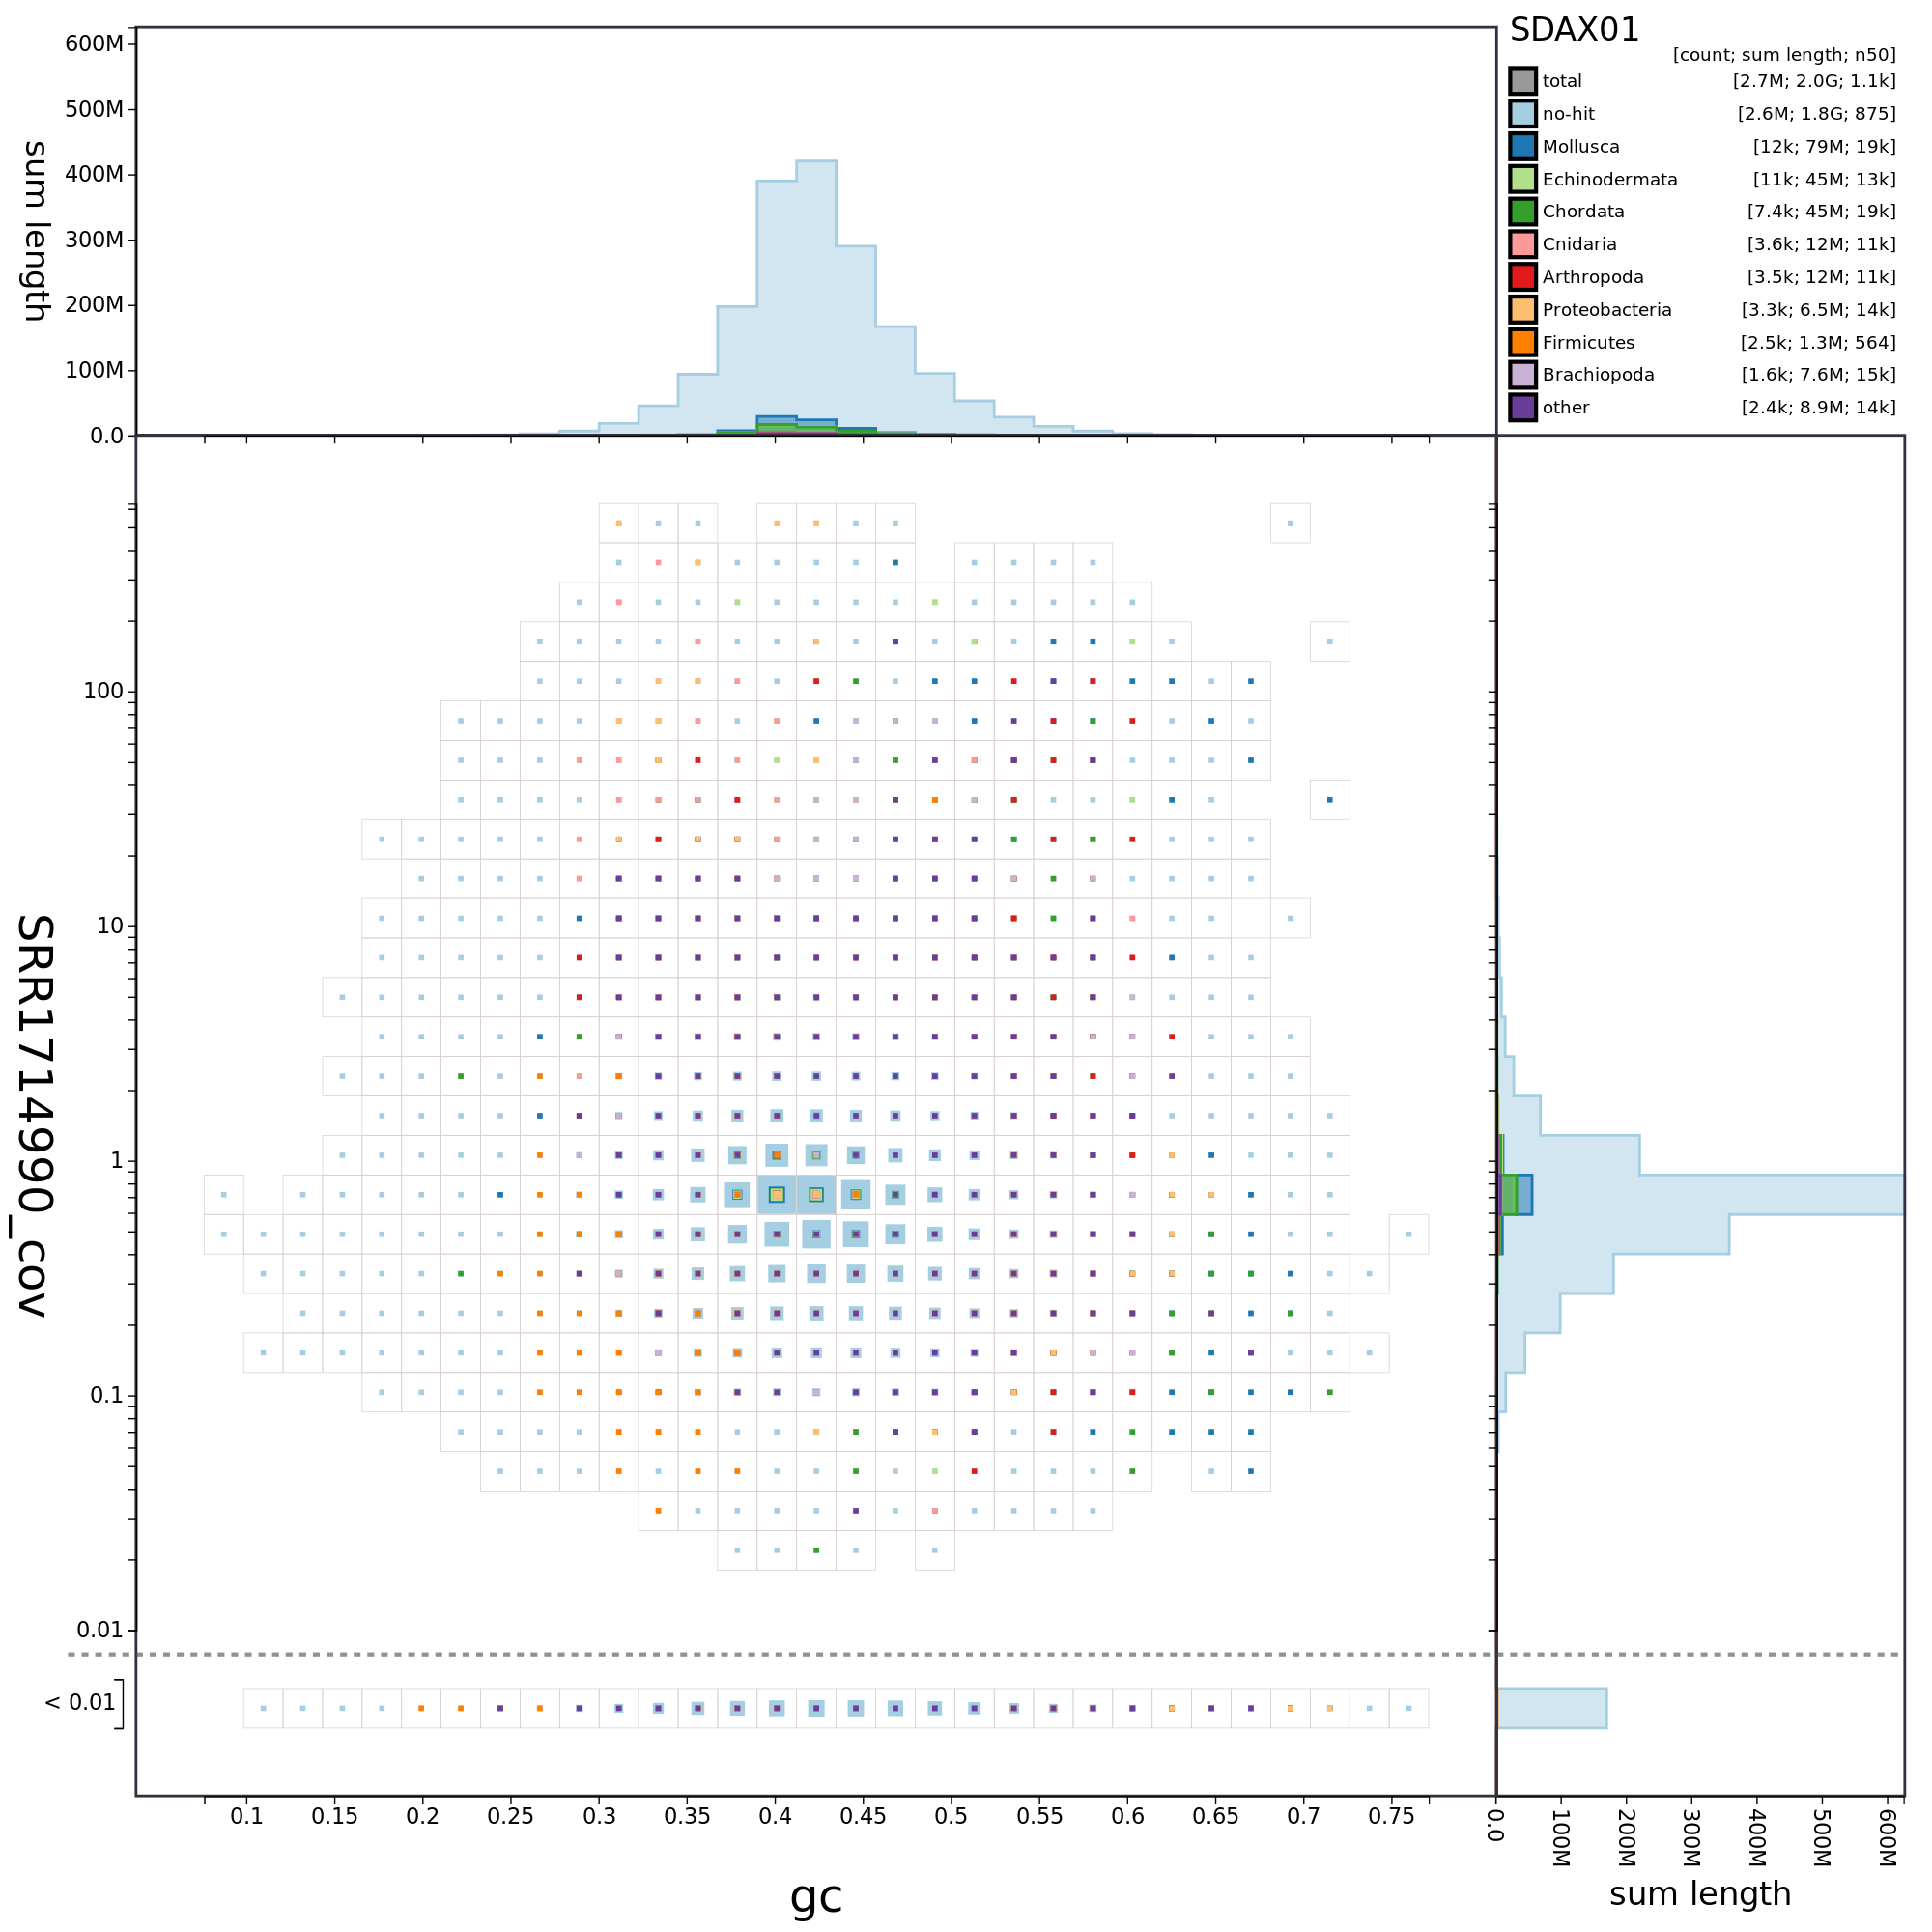 SDAX01
[count; sum length; n50]
total [2.7M; 2.0G; 1.1k]
no-hit [2.6M; 1.8G; 875]
Mollusca [12k; 79M; 19k]
Echinodermata [11k; 45M; 13k]
Chordata [7.4k; 45M; 19k]
Cnidaria [3.6k; 12M; 11k]
Arthropoda [3.5k; 12M; 11k]
Proteobacteria [3.3k; 6.5M; 14k]
Firmicutes [2.5k; 1.3M; 564]
Brachiopoda [1.6k; 7.6M; 15k]
other [2.4k; 8.9M; 14k]
sum length
600M
500M
400M
300M
200M
100M
0.0
SRR1714990_cov
100
10
1
0.1
0.01
< 0.01
0.1 0.15 0.2 0.25 0.3 0.35 0.4 0.45 0.5 0.55 0.6 0.65 0.7 0.75
gc
0.0 100M 200M 300M 400M 500M 600M
sum length